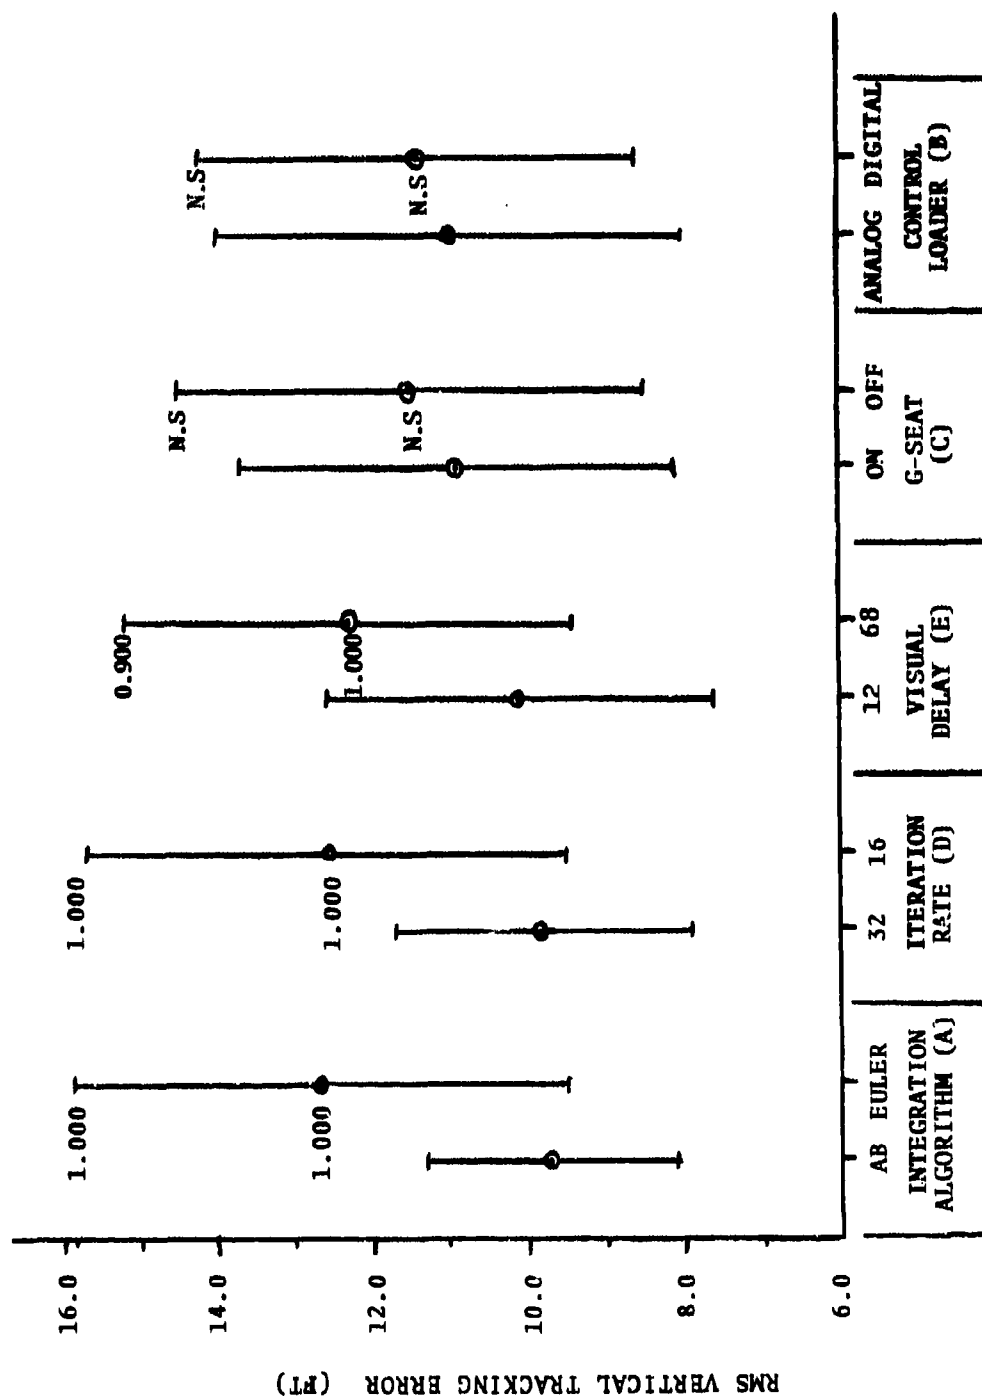 RMS VERTICAL TRACKING ERROR (FT)
16.0
14.0
12.0
10.0
8.0
6.0
1.000
1.000
1.000
1.000
0.900
1.000
N.S
N.S
N.S
N.S
AB EULER
INTEGRATION
ALGORITHM (A)
32 16
ITERATION
RATE (D)
12 68
VISUAL
DELAY (E)
ON OFF
G-SEAT
(C)
ANALOG DIGITAL
CONTROL
LOADER (B)